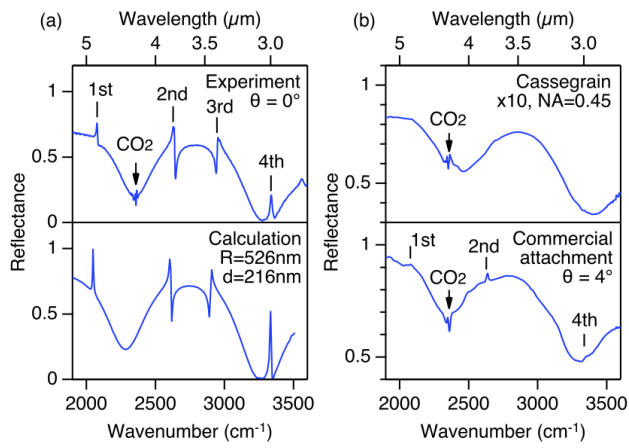 (a)
Wavelength (μm)
5
4
3.5
3.0
1
0.5
0
Reflectance
1st
2nd
3rd
4th
CO2
Experiment
θ = 0°
1
0.5
0
Calculation
R=526nm
d=216nm
1900
2500
3000
3500
Wavenumber (cm-1)
(b)
Wavelength (μm)
5
4
3.5
3.0
1
0.5
Reflectance
CO2
Cassegrain
x10, NA=0.45
1
0.5
1st
2nd
4th
CO2
Commercial
attachment
θ = 4°
1900
2500
3000
3500
Wavenumber (cm-1)